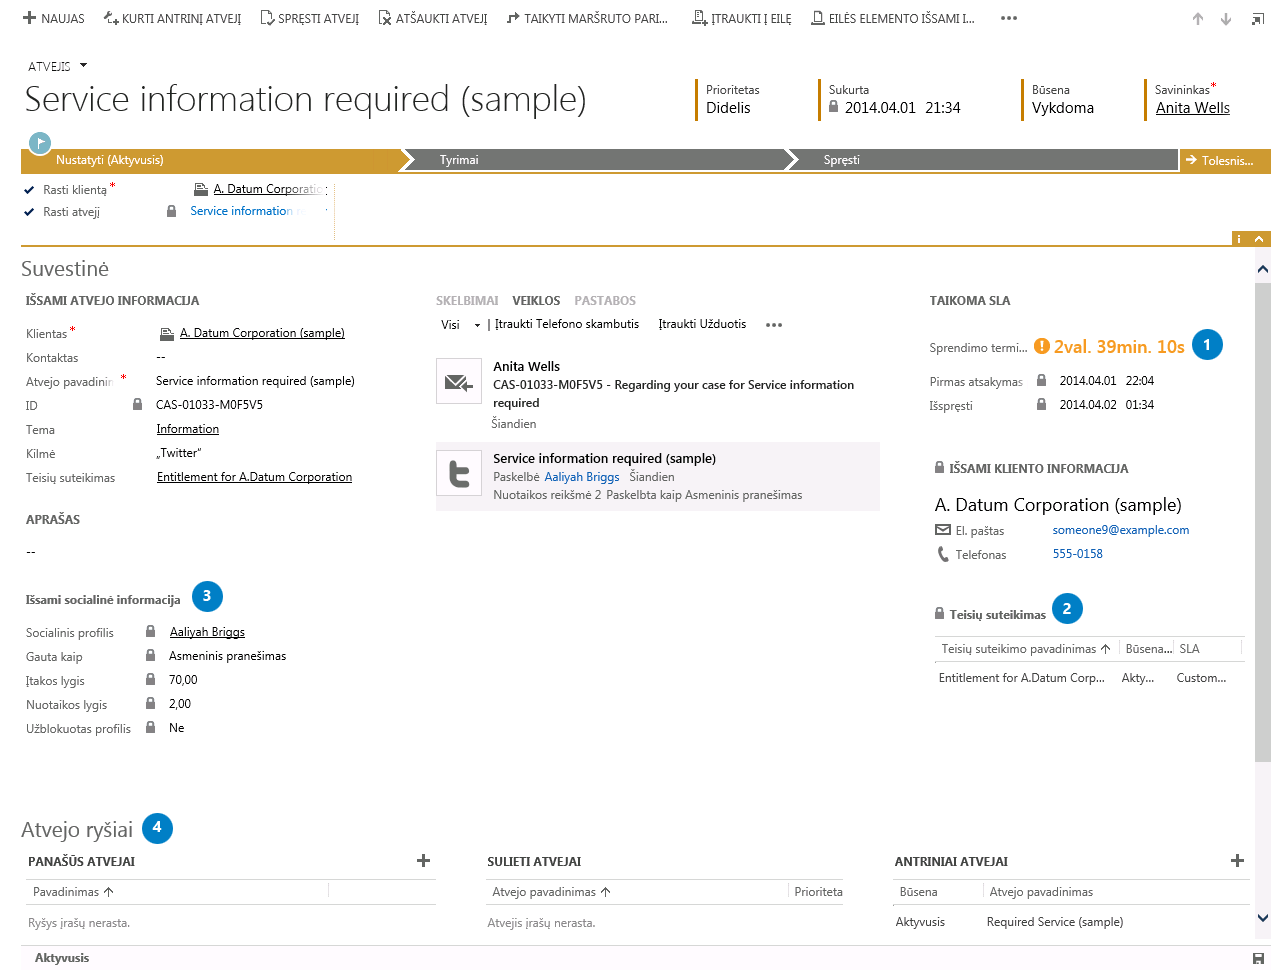 NAUJAS KURTI ANTRINĮ ATVEJĮ SPRĘSTI ATVEJĮ ATŠAUKTI ATVEJĮ TAIKYTI MARŠRUTO PARI... ĮTRAUKTI Į EILĘ EILĖS ELEMENTO IŠSAMI I... •••
ATVEJIS
Service information required (sample)
Prioritetas Sukurta Būsena Savininkas*
Didelis 2014.04.01 21:34 Vykdoma Anita Wells
Nustatyti (Aktyvusis) Tyrimai Spręsti Tolesnis...
Rasti klientą* A. Datum Corporatio
Rasti atvejį Service information
Suvestinė
IŠSAMI ATVEJO INFORMACIJA
Klientas* A. Datum Corporation (sample)
Kontaktas --
Atvejo pavadinin * Service information required (sample)
ID CAS-01033-M0F5V5
Tema Information
Kilmė „Twitter“
Teisių suteikimas Entitlement for A.Datum Corporation
APRAŠAS
--
Išsami socialinė informacija 3
Socialinis profilis Aaliyah Briggs
Gauta kaip Asmeninis pranešimas
Įtakos lygis 70,00
Nuotaikos lygis 2,00
Užblokuotas profilis Ne
SKELBIMAI VEIKLOS PASTABOS
Visi | Įtraukti Telefono skambutis Įtraukti Užduotis •••
Anita Wells
CAS-01033-M0F5V5 - Regarding your case for Service information
required
Šiandien
Service information required (sample)
Paskelbė Aaliyah Briggs Šiandien
Nuotaikos reikšmė 2 Paskelbta kaip Asmeninis pranešimas
TAIKOMA SLA
Sprendimo termi... 2val. 39min. 10s 1
Pirmas atsakymas 2014.04.01 22:04
Išspręsti 2014.04.02 01:34
IŠSAMI KLIENTO INFORMACIJA
A. Datum Corporation (sample)
El. paštas someone9@example.com
Telefonas 555-0158
Teisių suteikimas 2
Teisių suteikimo pavadinimas Būsena... SLA
Entitlement for A.Datum Corp... Akty... Custom...
Atvejo ryšiai 4
PANAŠŪS ATVEJAI
Pavadinimas
Ryšys įrašų nerasta.
SULIETI ATVEJAI
Atvejo pavadinimas Prioriteta
Atvejis įrašų nerasta.
ANTRINIAI ATVEJAI
Būsena Atvejo pavadinimas
Aktyvusis Required Service (sample)
Aktyvusis